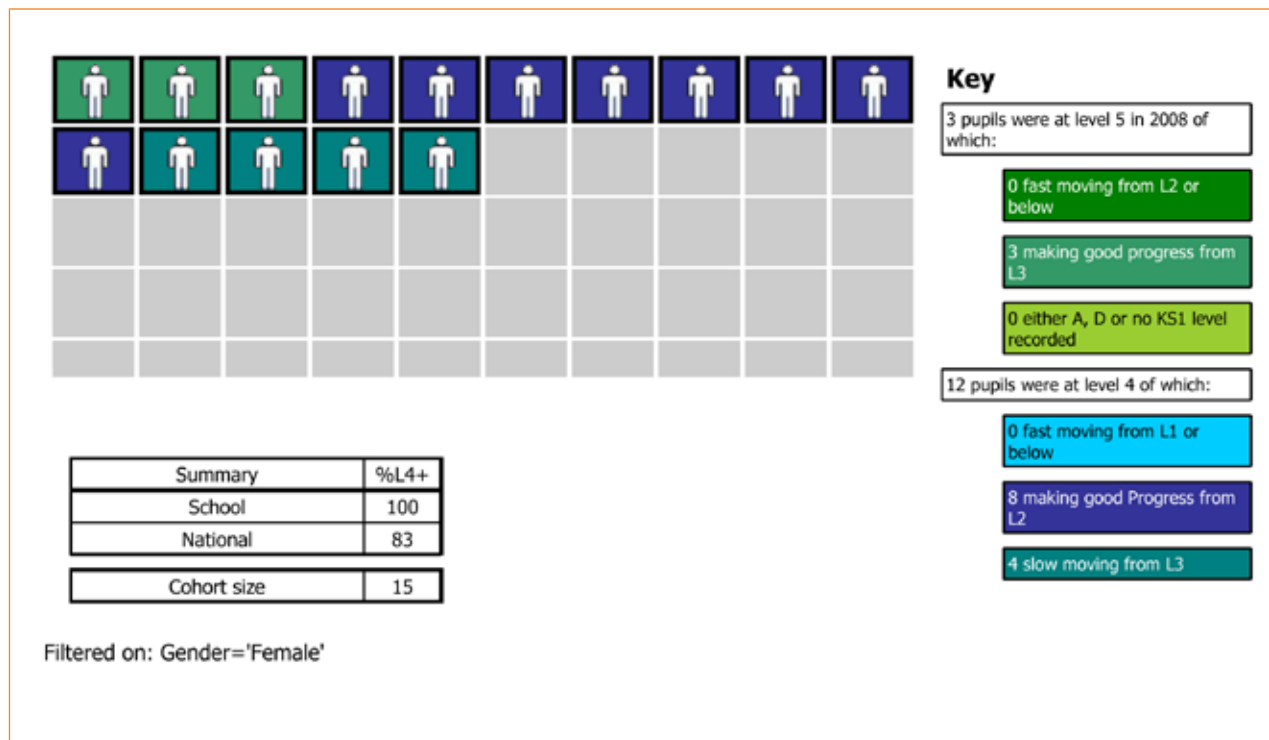 Key
3 pupils were at level 5 in 2008 of
which:
0 fast moving from L2 or
below
3 making good progress from
L3
0 either A, D or no KS1 level
recorded
12 pupils were at level 4 of which:
0 fast moving from L1 or
below
8 making good Progress from
L2
4 slow moving from L3
Summary %L4+
School 100
National 83
Cohort size 15
Filtered on: Gender='Female'